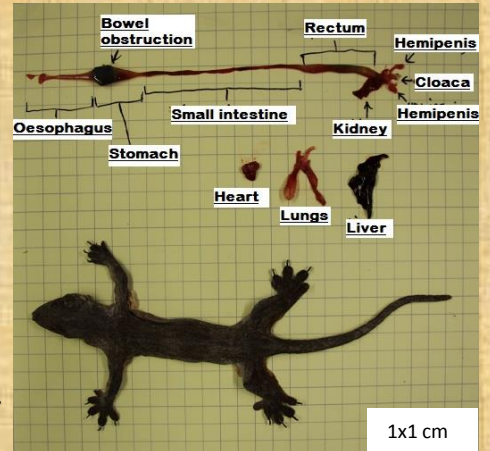 Bowel
obstruction
Rectum
Hemipenis
Cloaca
Hemipenis
Oesophagus
Small intestine
Kidney
Stomach
Heart
Lungs
Liver
1x1 cm